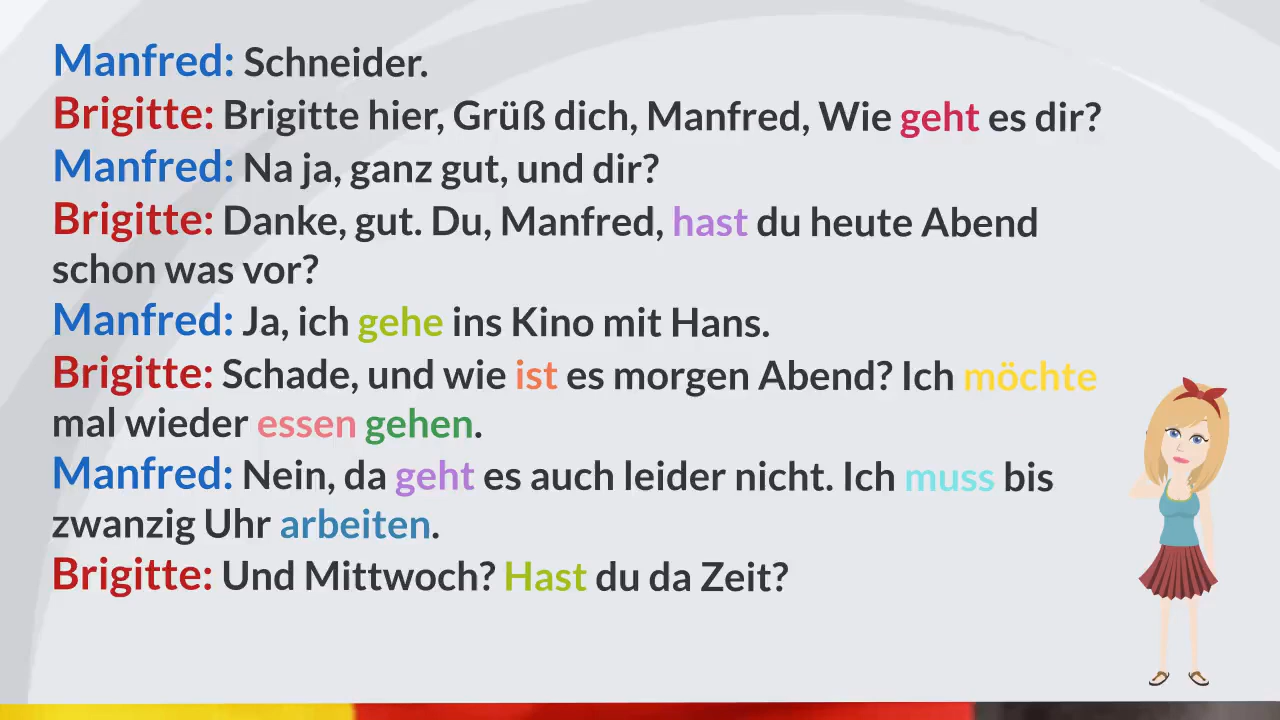 Manfred: Schneider.
Brigitte: Brigitte hier, Grüß dich, Manfred, Wie geht es dir?
Manfred: Na ja, ganz gut, und dir?
Brigitte: Danke, gut. Du, Manfred, hast du heute Abend
schon was vor?
Manfred: Ja, ich gehe ins Kino mit Hans.
Brigitte: Schade, und wie ist es morgen Abend? Ich möchte
mal wieder essen gehen.
Manfred: Nein, da geht es auch leider nicht. Ich muss bis
zwanzig Uhr arbeiten.
Brigitte: Und Mittwoch? Hast du da Zeit?